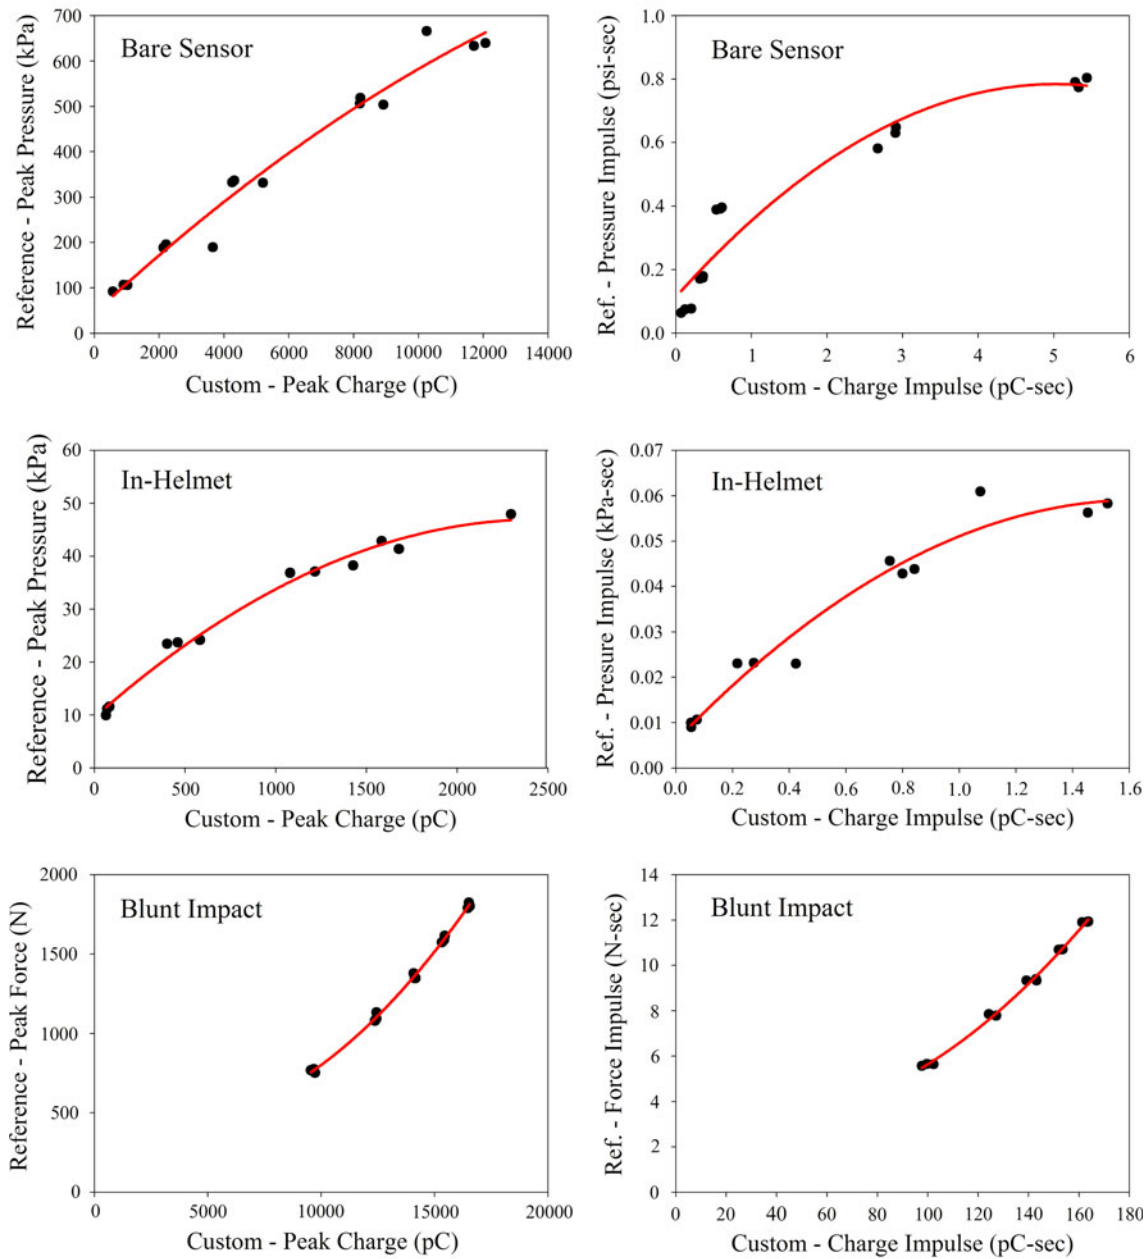 Bare Sensor
Reference - Peak Pressure (kPa)
700
600
500
400
300
200
100
0
0 2000 4000 6000 8000 10000 12000 14000
Custom - Peak Charge (pC)
Bare Sensor
Ref. - Pressure Impulse (psi-sec)
1.0
0.8
0.6
0.4
0.2
0.0
0 1 2 3 4 5 6
Custom - Charge Impulse (pC-sec)
In-Helmet
Reference - Peak Pressure (kPa)
60
50
40
30
20
10
0
0 500 1000 1500 2000 2500
Custom - Peak Charge (pC)
In-Helmet
Ref. - Presure Impulse (kPa-sec)
0.07
0.06
0.05
0.04
0.03
0.02
0.01
0.00
0.0 0.2 0.4 0.6 0.8 1.0 1.2 1.4 1.6
Custom - Charge Impulse (pC-sec)
Blunt Impact
Reference - Peak Force (N)
2000
1500
1000
500
0
0 5000 10000 15000 20000
Custom - Peak Charge (pC)
Blunt Impact
Ref. - Force Impulse (N-sec)
14
12
10
8
6
4
2
0
0 20 40 60 80 100 120 140 160 180
Custom - Charge Impulse (pC-sec)